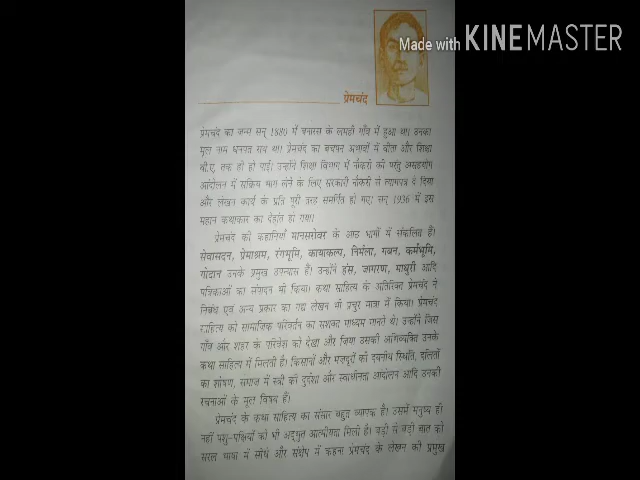 Made with KINEMASTER
प्रेमचंद
प्रेमचंद का जन्म सन् 1880 में बनारस के लमही गाँव में हुआ था। उनका
मूल नाम धनपत राय था। प्रेमचंद का बचपन अभावों में बीता और शिक्षा
बी.ए. तक ही हो पाई। उन्होंने शिक्षा विभाग में नौकरी की परंतु असहयोग
आंदोलन में सक्रिय भाग लेने के लिए सरकारी नौकरी से त्यागपत्र दे दिया
और लेखन कार्य के प्रति पूरी तरह समर्पित हो गए। सन् 1936 में इस
महान कथाकार का देहांत हो गया।
प्रेमचंद की कहानियाँ मानसरोवर के आठ भागों में संकलित हैं।
सेवासदन, प्रेमाश्रम, रंगभूमि, कायाकल्प, निर्मला, गबन, कर्मभूमि,
गोदान उनके प्रमुख उपन्यास हैं। उन्होंने हंस, जागरण, माधुरी आदि
पत्रिकाओं का संपादन भी किया। कथा साहित्य के अतिरिक्त प्रेमचंद ने
निबंध एवं अन्य प्रकार का गद्य लेखन भी प्रचुर मात्रा में किया। प्रेमचंद
साहित्य को सामाजिक परिवर्तन का सशक्त माध्यम मानते थे। उन्होंने जिस
गाँव और शहर के परिवेश को देखा और जिया उसकी अभिव्यक्ति उनके
कथा साहित्य में मिलती है। किसानों और मज़दूरों की दयनीय स्थिति, दलितों
का शोषण, समाज में स्त्री की दुर्दशा और स्वाधीनता आंदोलन आदि उनकी
रचनाओं के मूल विषय हैं।
प्रेमचंद के कथा साहित्य का संसार बहुत व्यापक है। उसमें मनुष्य ही
नहीं पशु-पक्षियों को भी अद्भुत आत्मीयता मिली है। बड़ी से बड़ी बात को
सरल भाषा में सीधे और संक्षेप में कहना प्रेमचंद के लेखन की प्रमुख